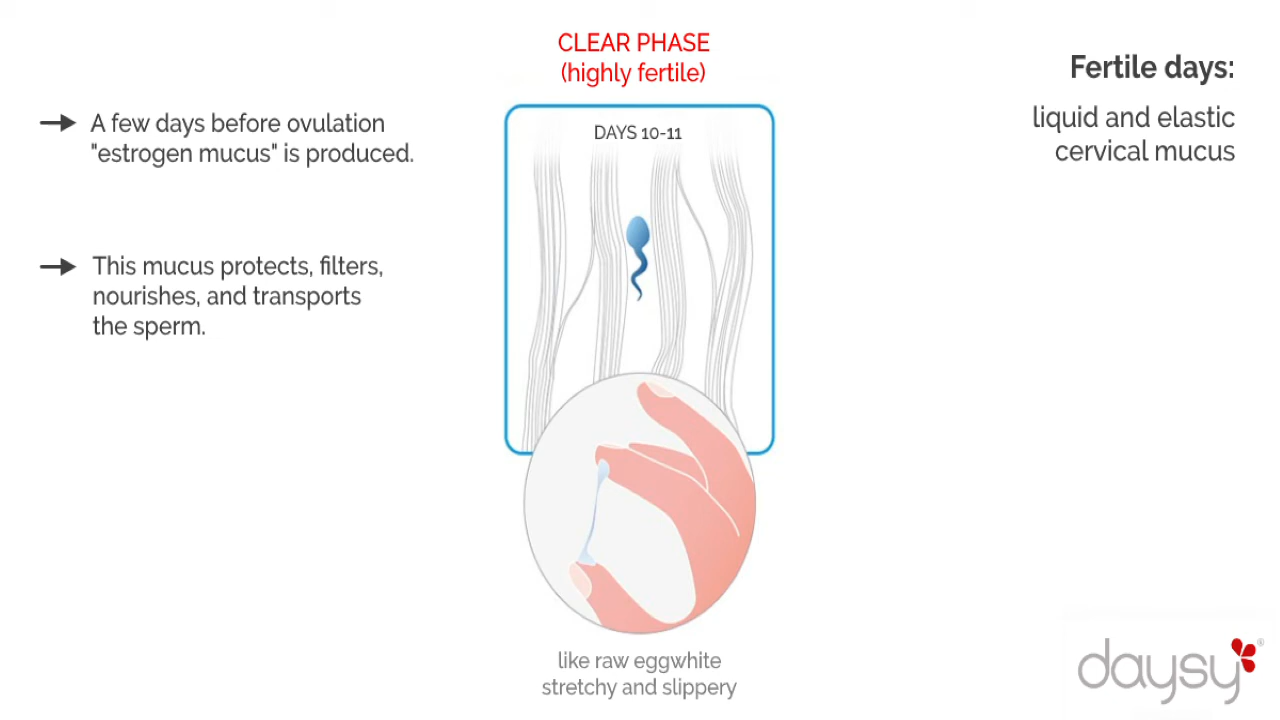 CLEAR PHASE
(highly fertile)
DAYS 10-11
A few days before ovulation
"estrogen mucus" is produced.
This mucus protects, filters,
nourishes, and transports
the sperm.
Fertile days:
liquid and elastic
cervical mucus
like raw eggwhite
stretchy and slippery
daysy®